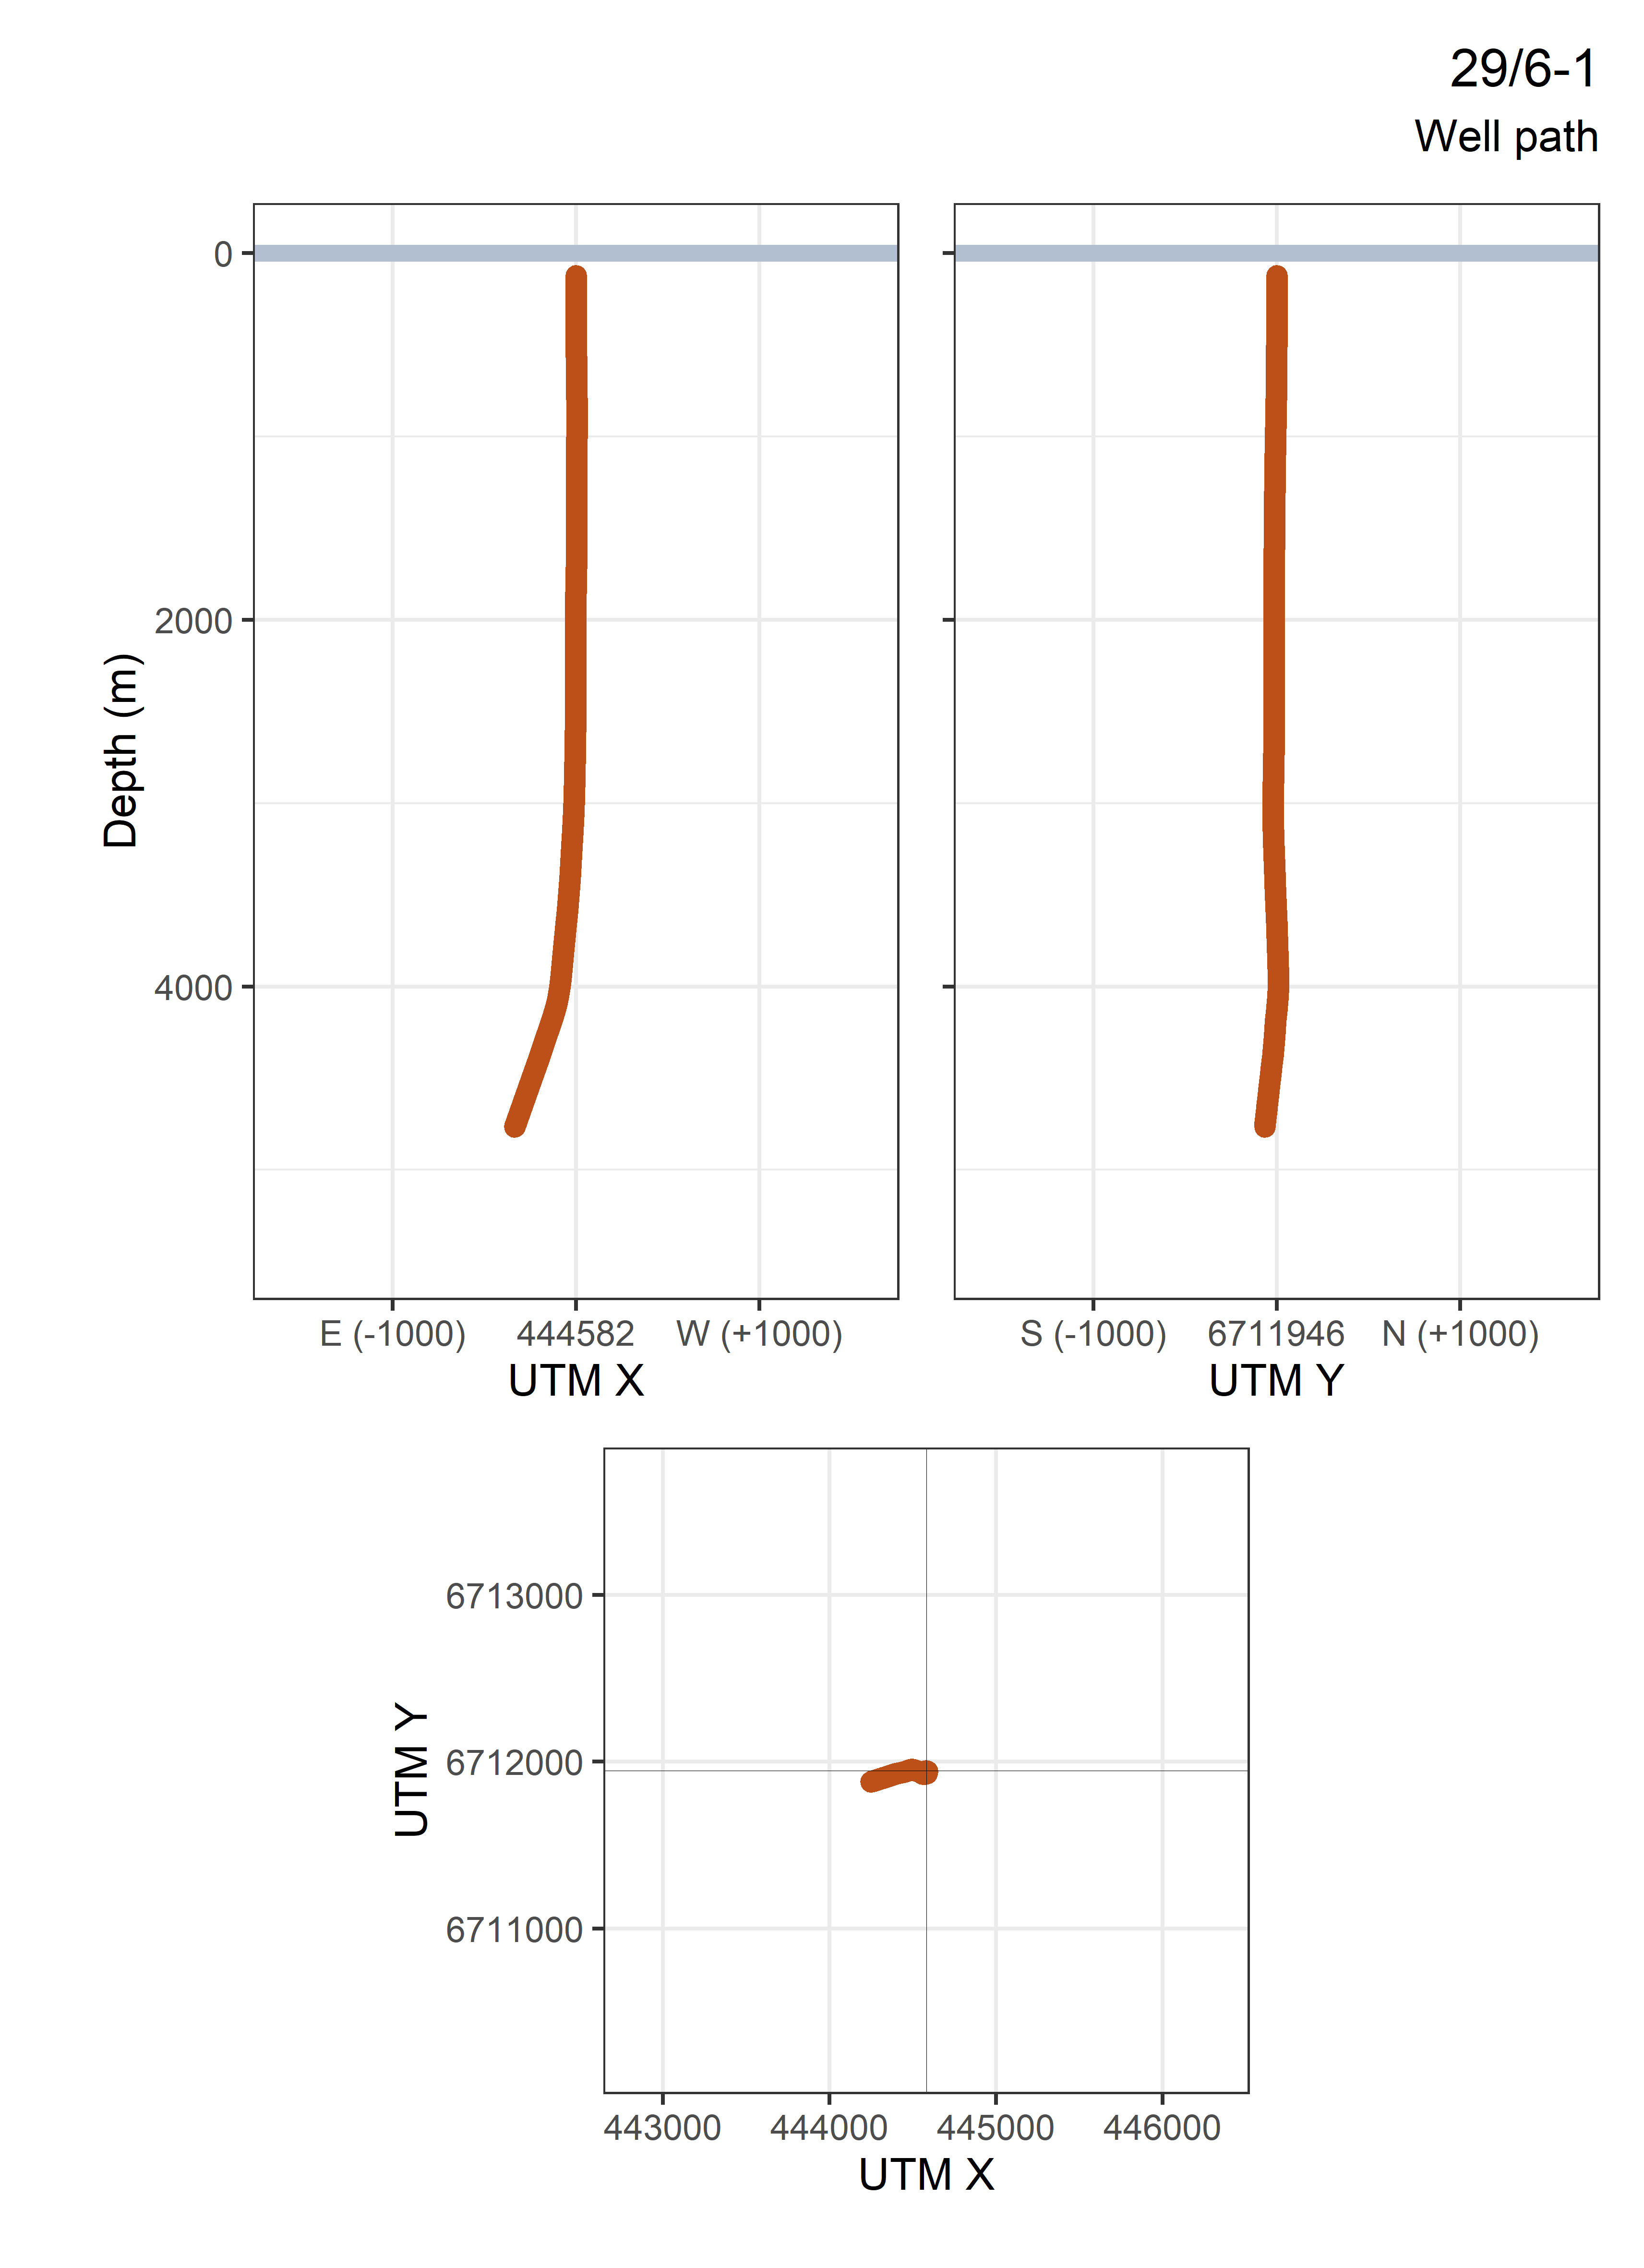 29/6-1
Well path
0
2000
4000
Depth (m)
E (-1000) 444582 W (+1000)
UTM X
S (-1000) 6711946 N (+1000)
UTM Y
6713000
6712000
6711000
UTM Y
443000 444000 445000 446000
UTM X